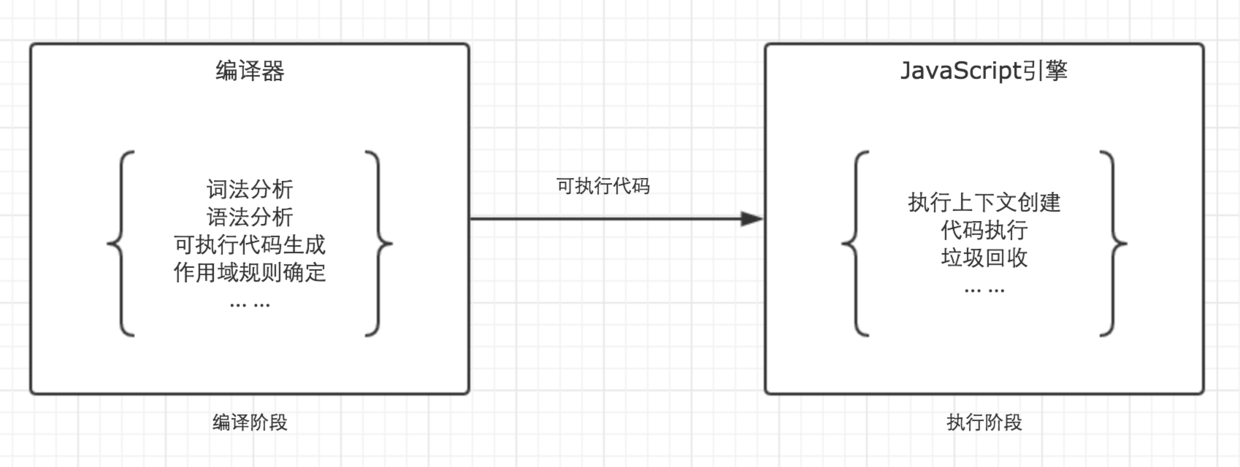 编译器
词法分析
语法分析
可执行代码生成
作用域规则确定
... ...
编译阶段
可执行代码
JavaScript引擎
执行上下文创建
代码执行
垃圾回收
... ...
执行阶段